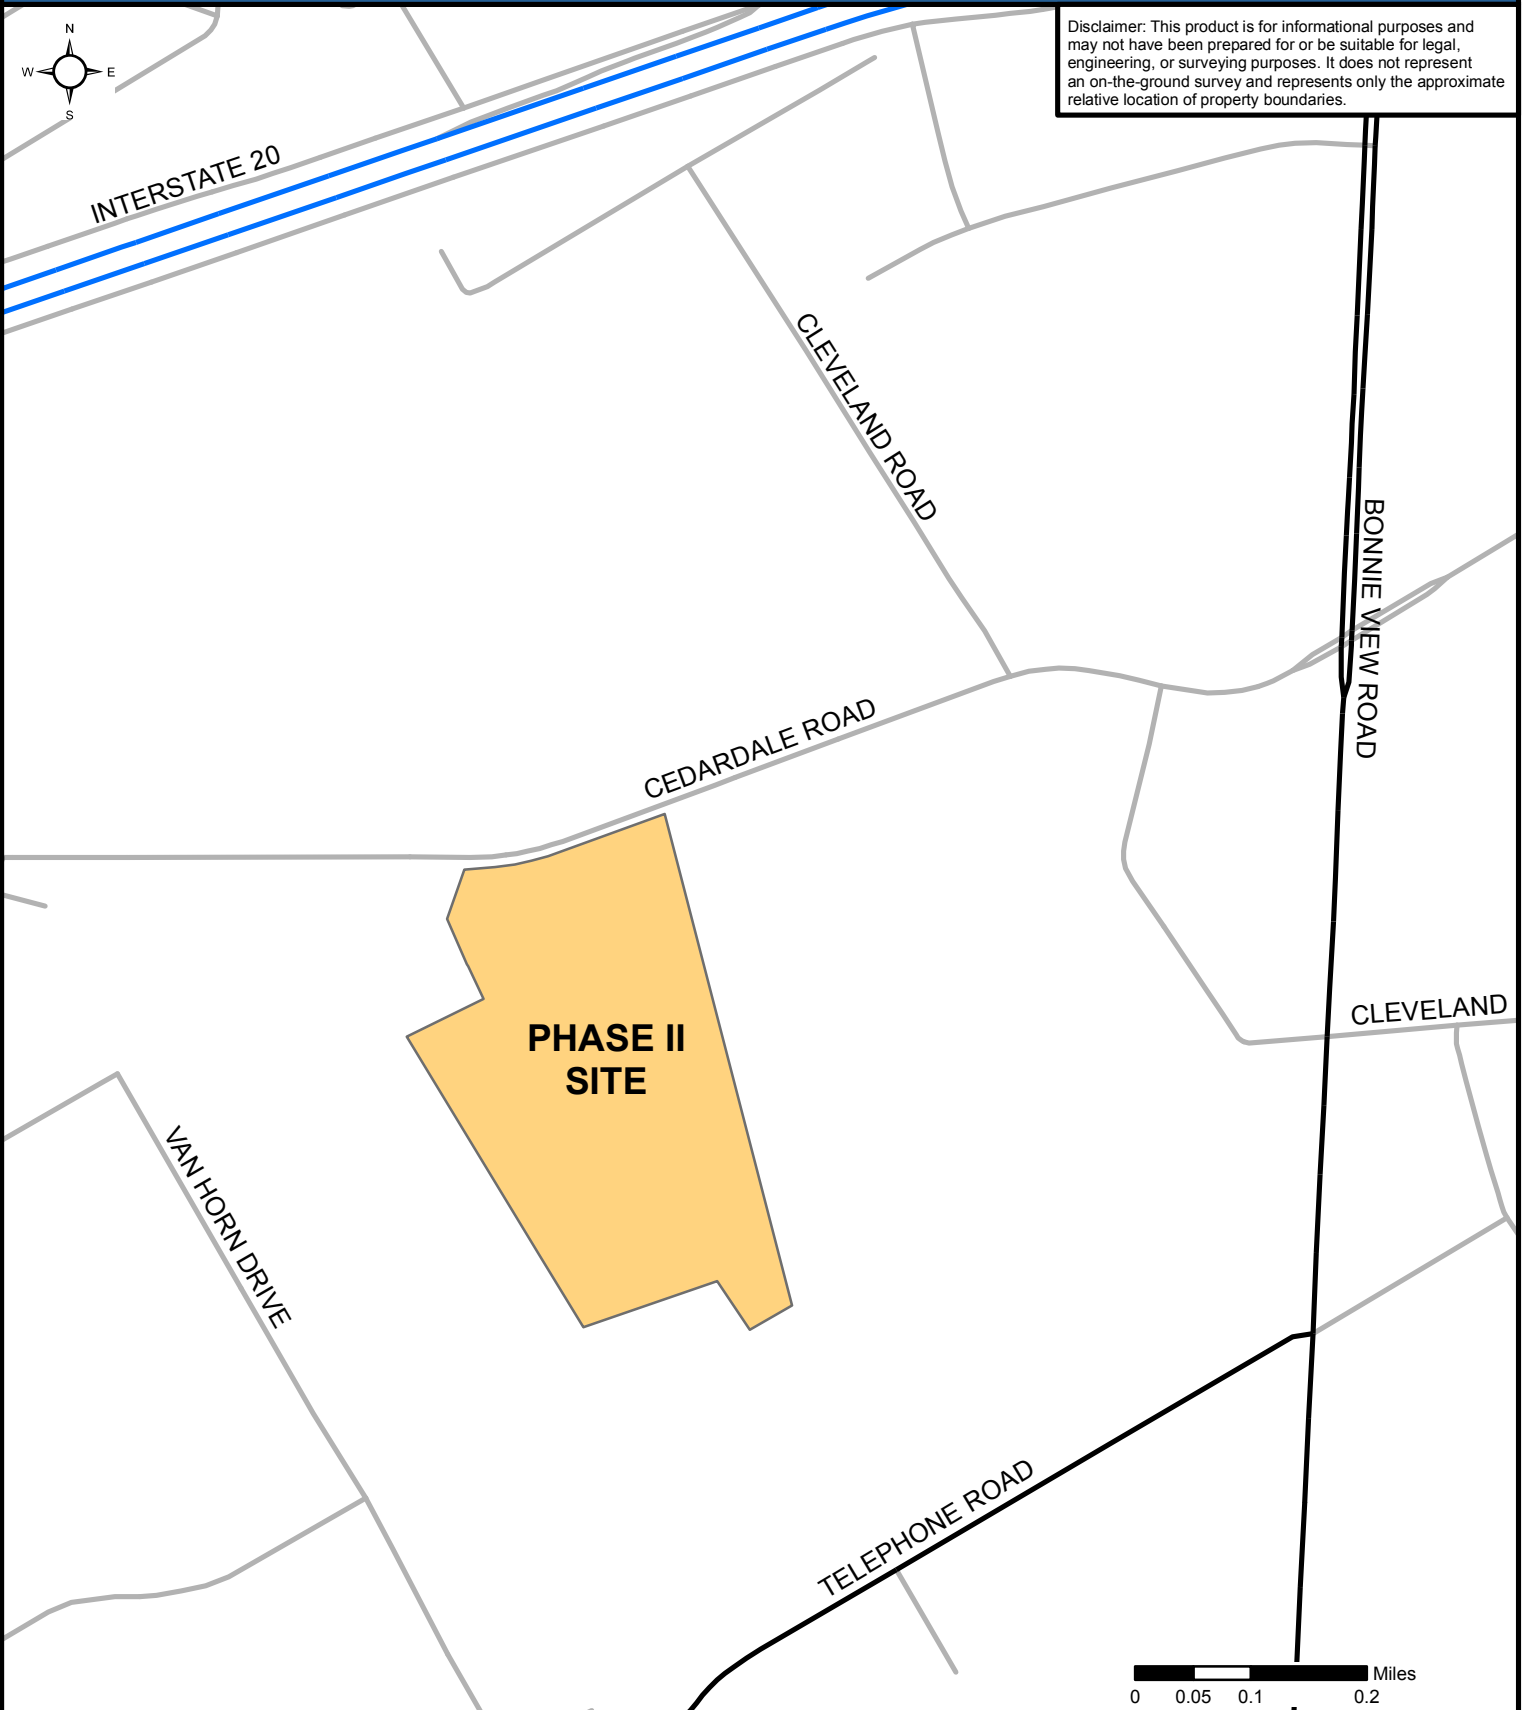 N
W E
S
Disclaimer: This product is for informational purposes and
may not have been prepared for or be suitable for legal,
engineering, or surveying purposes. It does not represent
an on-the-ground survey and represents only the approximate
relative location of property boundaries.
INTERSTATE 20
CLEVELAND ROAD
BONNIE VIEW ROAD
CEDARDALE ROAD
CLEVELAND
PHASE II
SITE
VAN HORN DRIVE
TELEPHONE ROAD
Miles
0 0.05 0.1 0.2